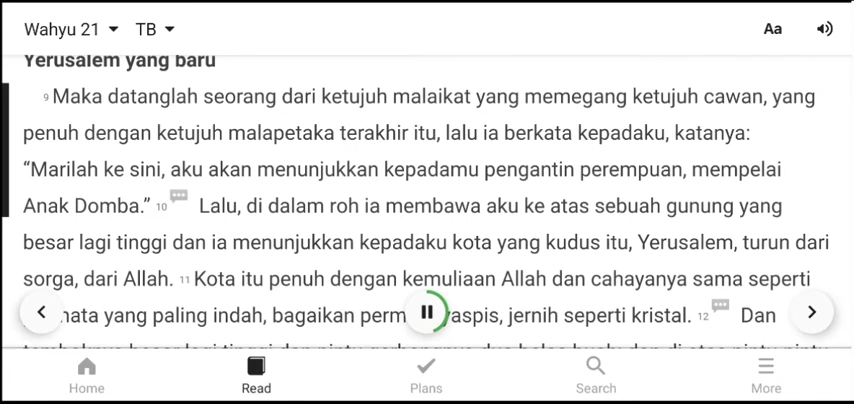 Wahyu 21 TB Aa
Yerusalem yang baru
9 Maka datanglah seorang dari ketujuh malaikat yang memegang ketujuh cawan, yang
penuh dengan ketujuh malapetaka terakhir itu, lalu ia berkata kepadaku, katanya:
“Marilah ke sini, aku akan menunjukkan kepadamu pengantin perempuan, mempelai
Anak Domba.” 10 Lalu, di dalam roh ia membawa aku ke atas sebuah gunung yang
besar lagi tinggi dan ia menunjukkan kepadaku kota yang kudus itu, Yerusalem, turun dari
sorga, dari Allah. 11 Kota itu penuh dengan kemuliaan Allah dan cahayanya sama seperti
yang paling indah, bagaikan jernih seperti kristal. 12 Dan
Home Read Plans Search More